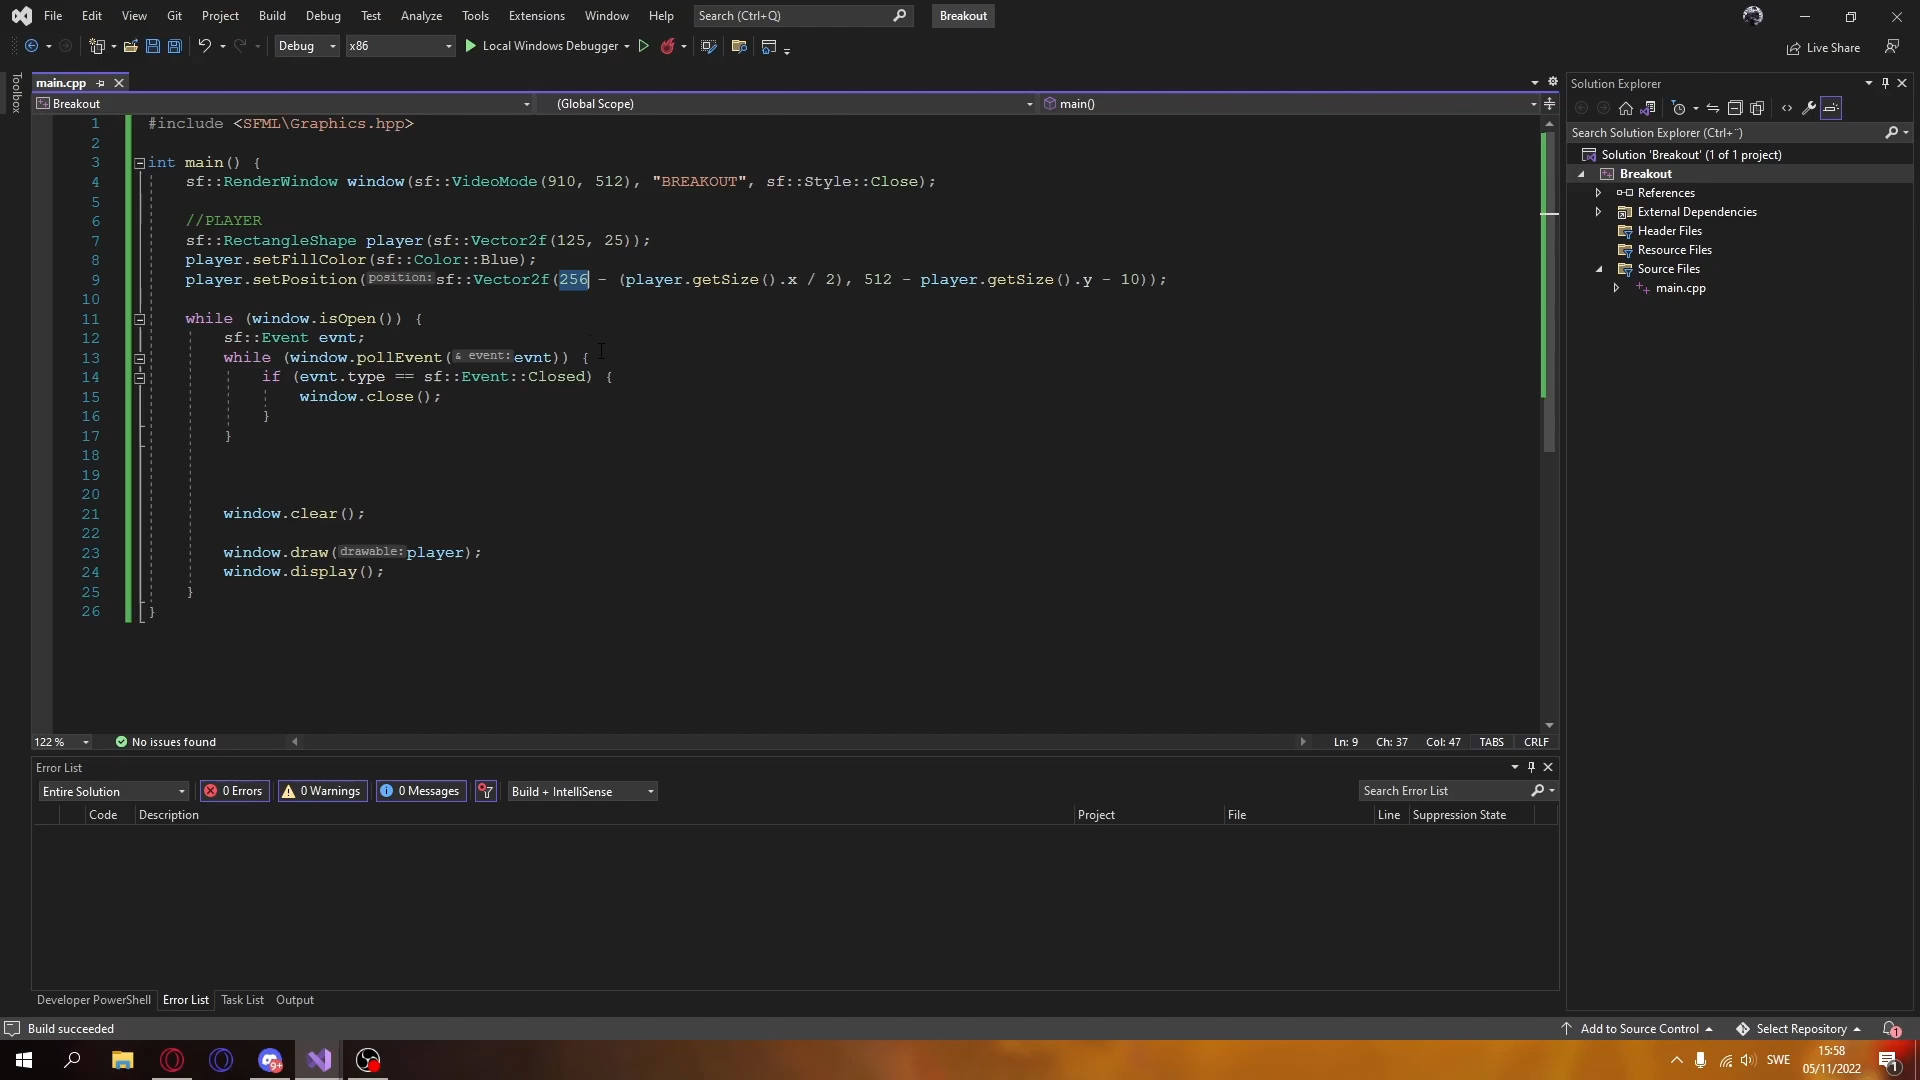 File Edit View Git Project Build Debug Test Analyze Tools Extensions Window Help Search (Ctrl+Q) Breakout
Debug x86 Local Windows Debugger Live Share
Toolbox
main.cpp
Breakout (Global Scope) main()
1 #include <SFML\Graphics.hpp>
2
3 int main() {
4 sf::RenderWindow window(sf::VideoMode(910, 512), "BREAKOUT", sf::Style::Close);
5
6 //PLAYER
7 sf::RectangleShape player(sf::Vector2f(125, 25));
8 player.setFillColor(sf::Color::Blue);
9 player.setPosition(position:sf::Vector2f(256 - (player.getSize().x / 2), 512 - player.getSize().y - 10));
10
11 while (window.isOpen()) {
12 sf::Event evnt;
13 while (window.pollEvent(& event:evnt)) {
14 if (evnt.type == sf::Event::Closed) {
15 window.close();
16 }
17 }
18
19
20
21 window.clear();
22
23 window.draw(drawable:player);
24 window.display();
25 }
26 }
122 % No issues found Ln: 9 Ch: 37 Col: 47 TABS CRLF
Solution Explorer
Search Solution Explorer (Ctrl+¨)
Solution 'Breakout' (1 of 1 project)
Breakout
References
External Dependencies
Header Files
Resource Files
Source Files
main.cpp
Error List
Entire Solution 0 Errors 0 Warnings 0 Messages Build + IntelliSense Search Error List
Code Description Project File Line Suppression State
Developer PowerShell Error List Task List Output
Build succeeded Add to Source Control Select Repository 1
9+ SWE 15:58
05/11/2022 1